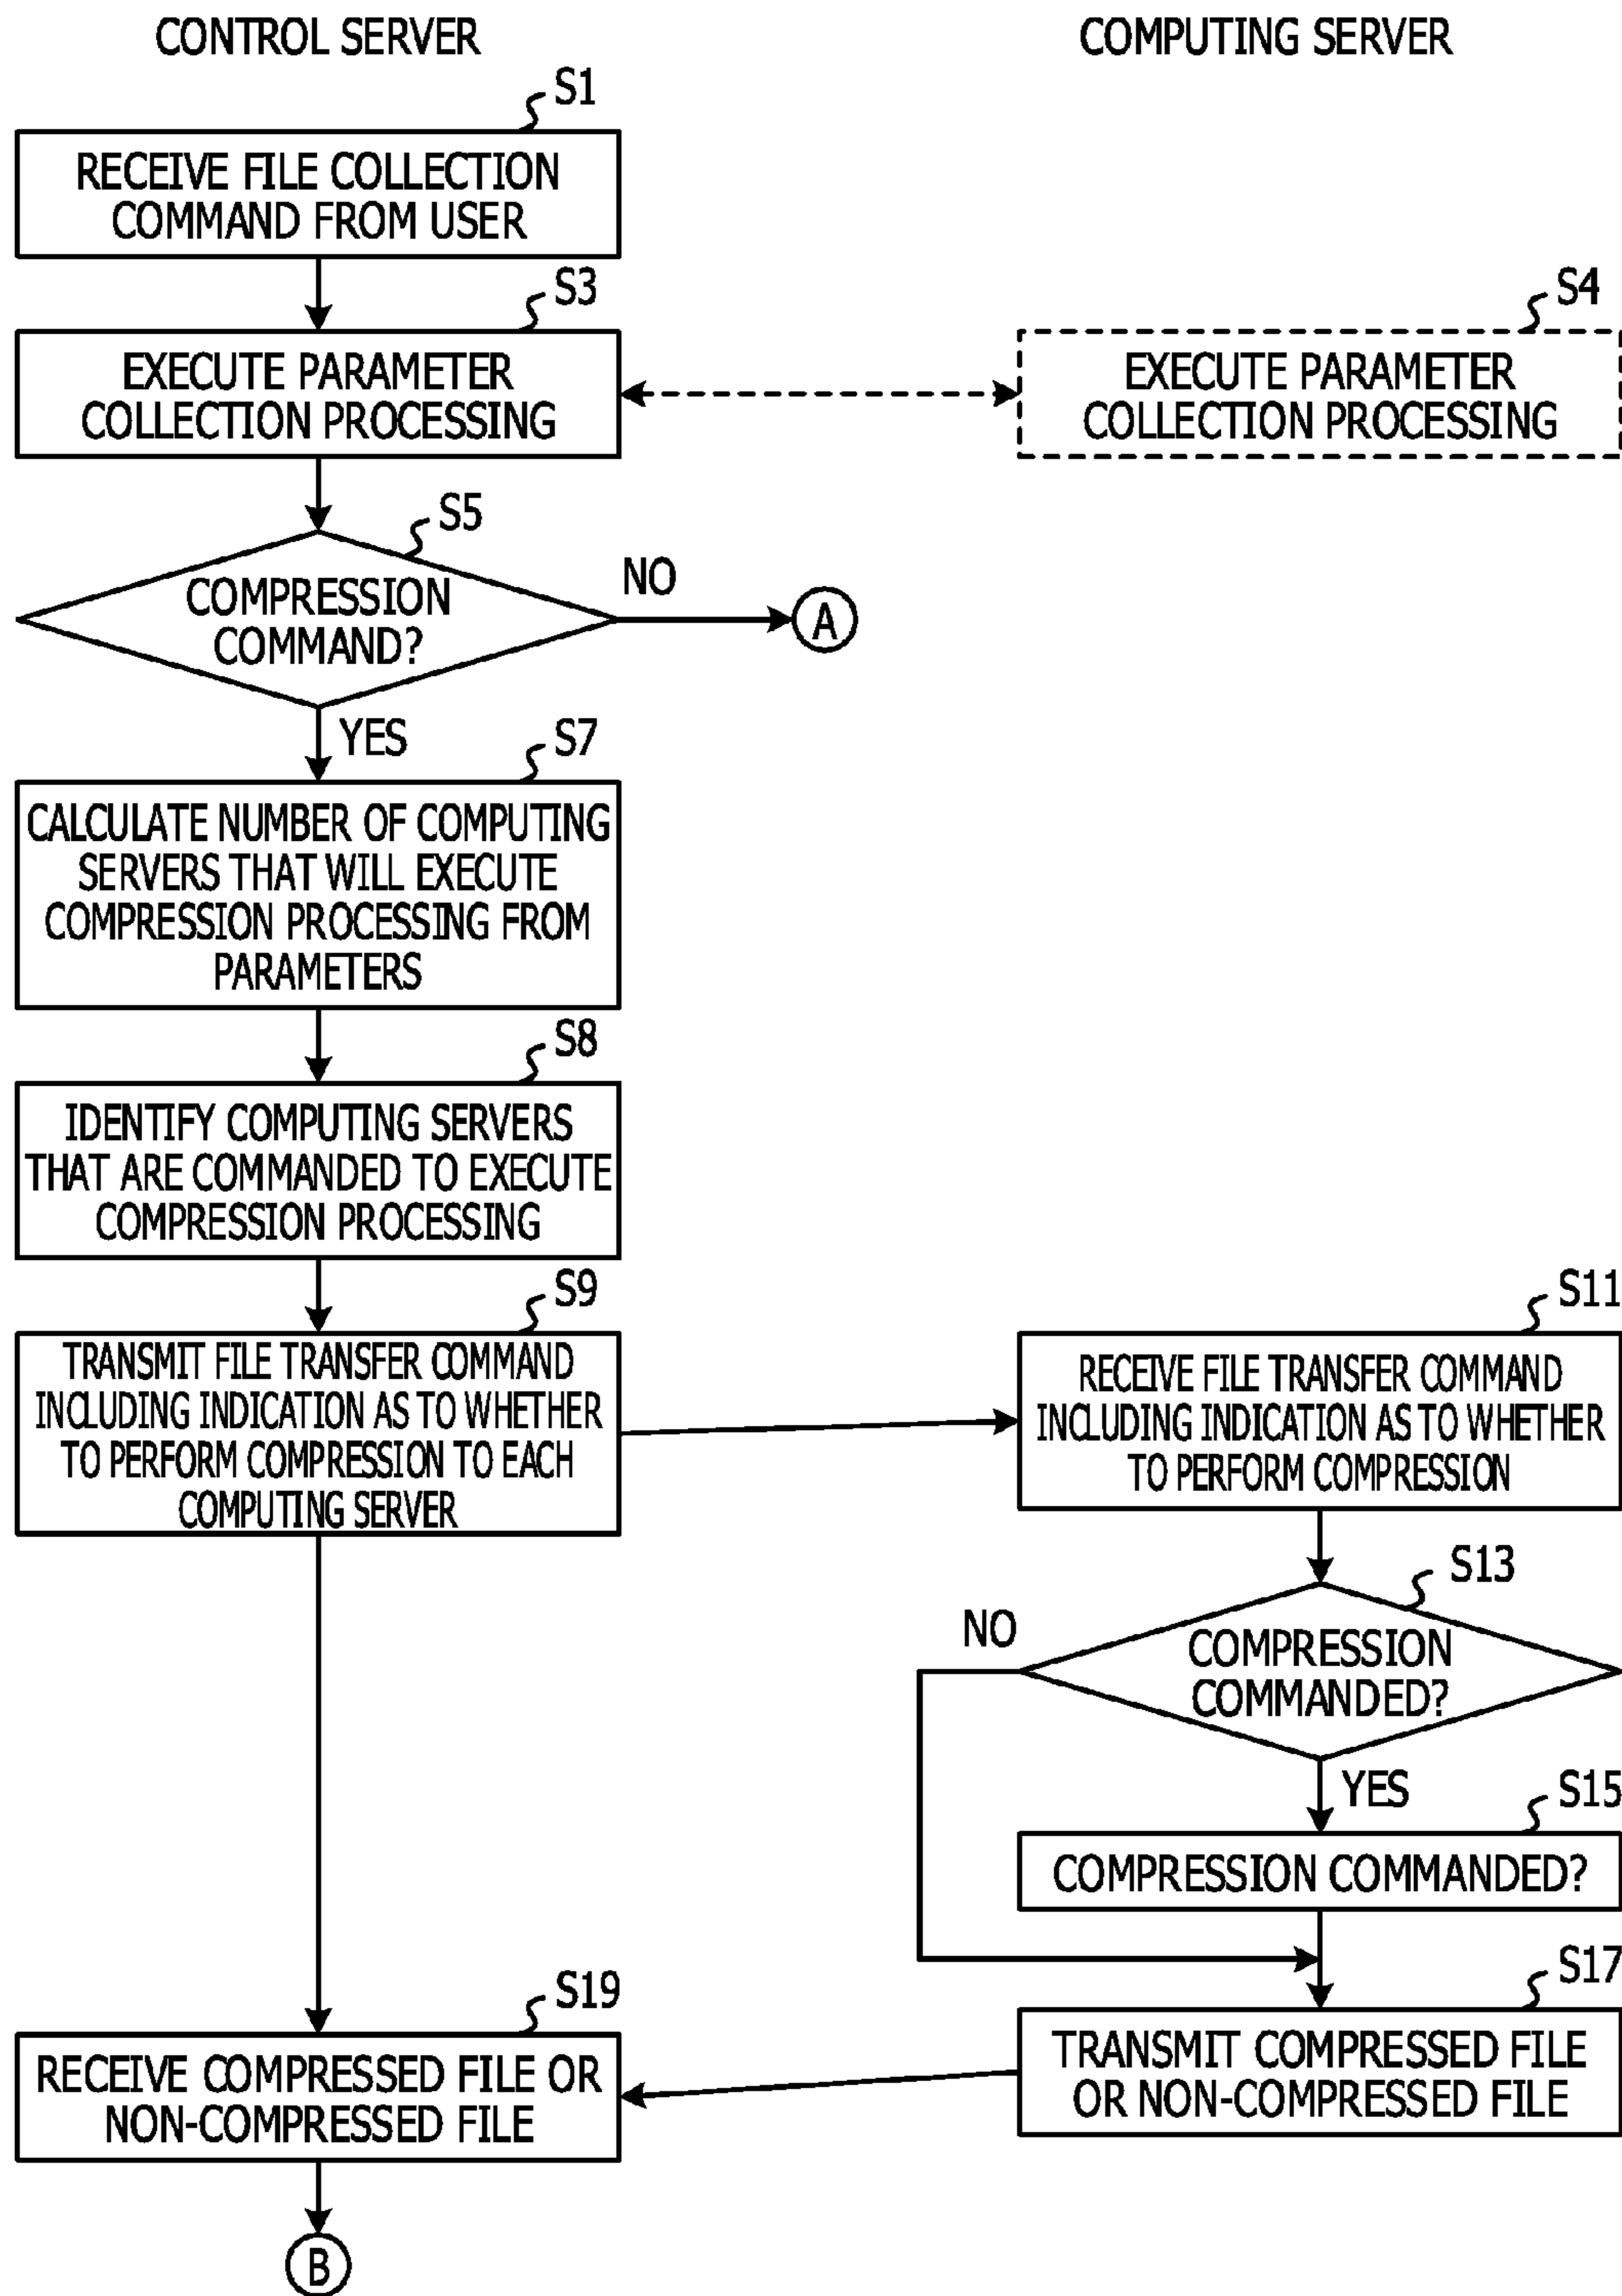 CONTROL SERVER
COMPUTING SERVER
S1
RECEIVE FILE COLLECTION
COMMAND FROM USER
S3
EXECUTE PARAMETER
COLLECTION PROCESSING
S4
EXECUTE PARAMETER
COLLECTION PROCESSING
S5
COMPRESSION
COMMAND?
NO
A
YES
S7
CALCULATE NUMBER OF COMPUTING
SERVERS THAT WILL EXECUTE
COMPRESSION PROCESSING FROM
PARAMETERS
S8
IDENTIFY COMPUTING SERVERS
THAT ARE COMMANDED TO EXECUTE
COMPRESSION PROCESSING
S9
TRANSMIT FILE TRANSFER COMMAND
INCLUDING INDICATION AS TO WHETHER
TO PERFORM COMPRESSION TO EACH
COMPUTING SERVER
S11
RECEIVE FILE TRANSFER COMMAND
INCLUDING INDICATION AS TO WHETHER
TO PERFORM COMPRESSION
S13
COMPRESSION
COMMANDED?
NO
YES
S15
COMPRESSION COMMANDED?
S17
TRANSMIT COMPRESSED FILE
OR NON-COMPRESSED FILE
S19
RECEIVE COMPRESSED FILE OR
NON-COMPRESSED FILE
B